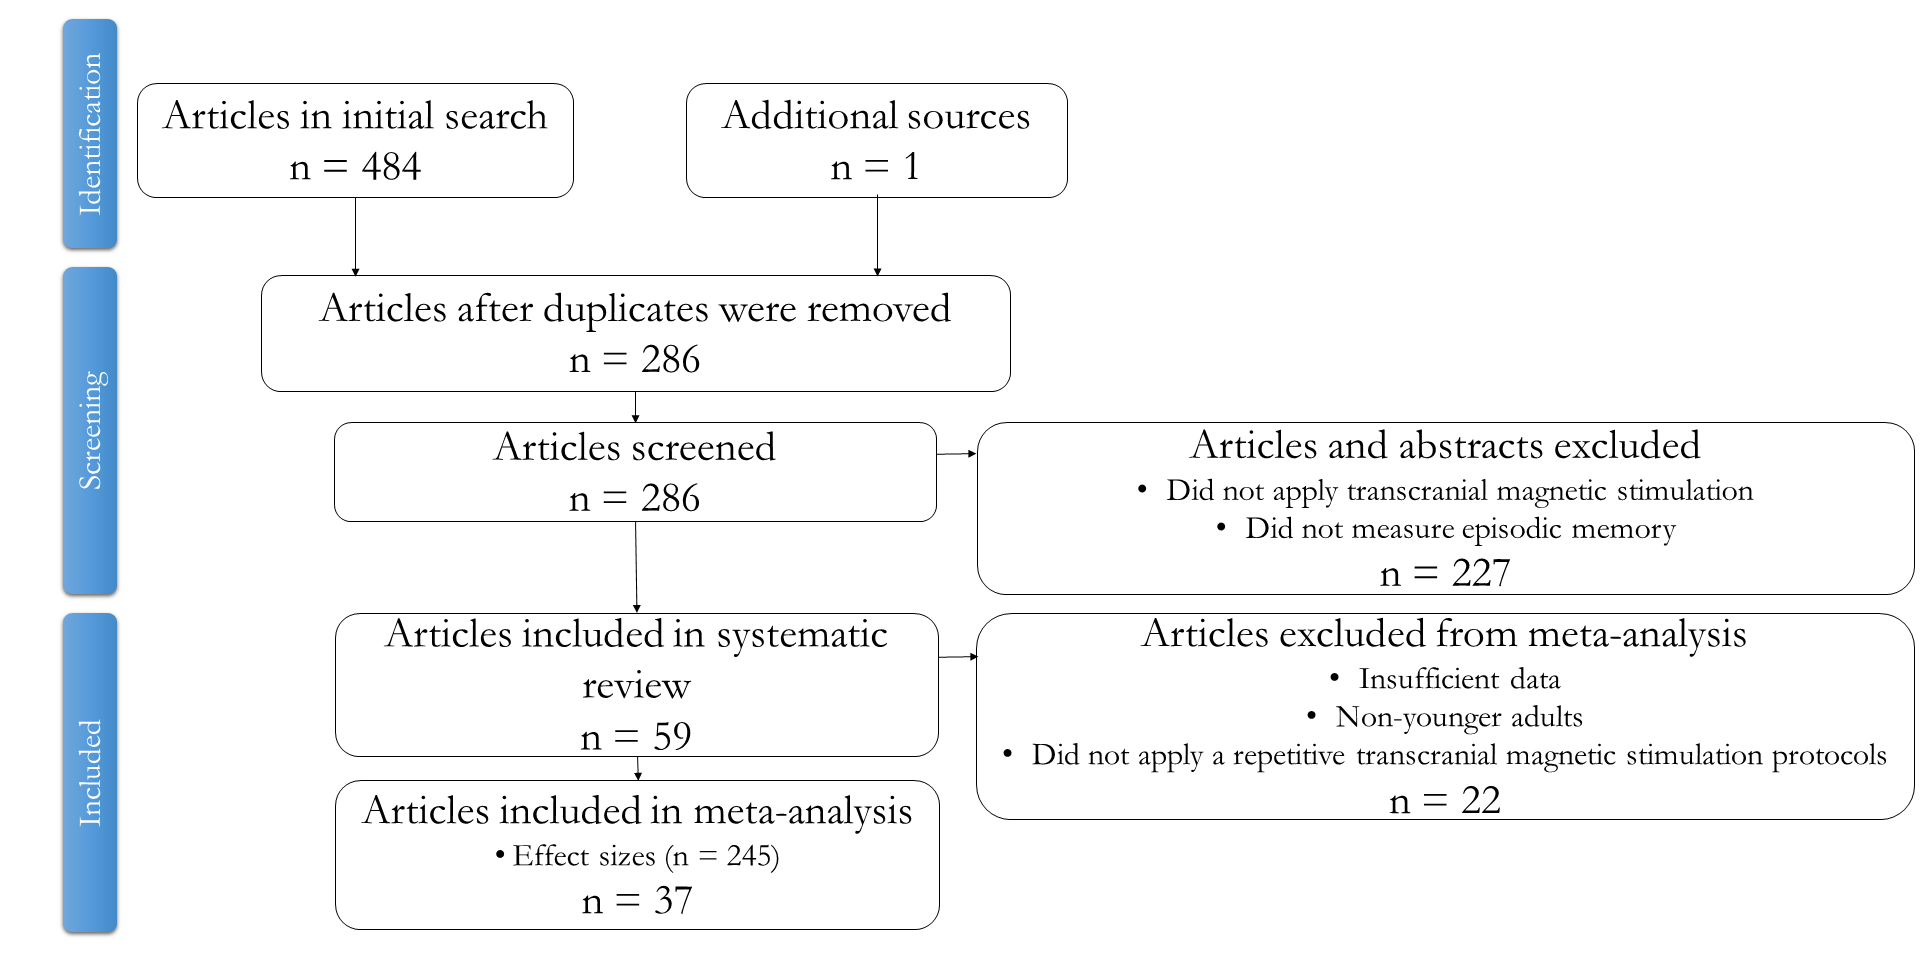 Identification
Articles in initial search
n = 484
Additional sources
n = 1
Screening
Articles after duplicates were removed
n = 286
Articles screened
n = 286
Articles and abstracts excluded
• Did not apply transcranial magnetic stimulation
• Did not measure episodic memory
n = 227
Included
Articles included in systematic
review
n = 59
Articles excluded from meta-analysis
• Insufficient data
• Non-younger adults
• Did not apply a repetitive transcranial magnetic stimulation protocols
n = 22
Articles included in meta-analysis
• Effect sizes (n = 245)
n = 37